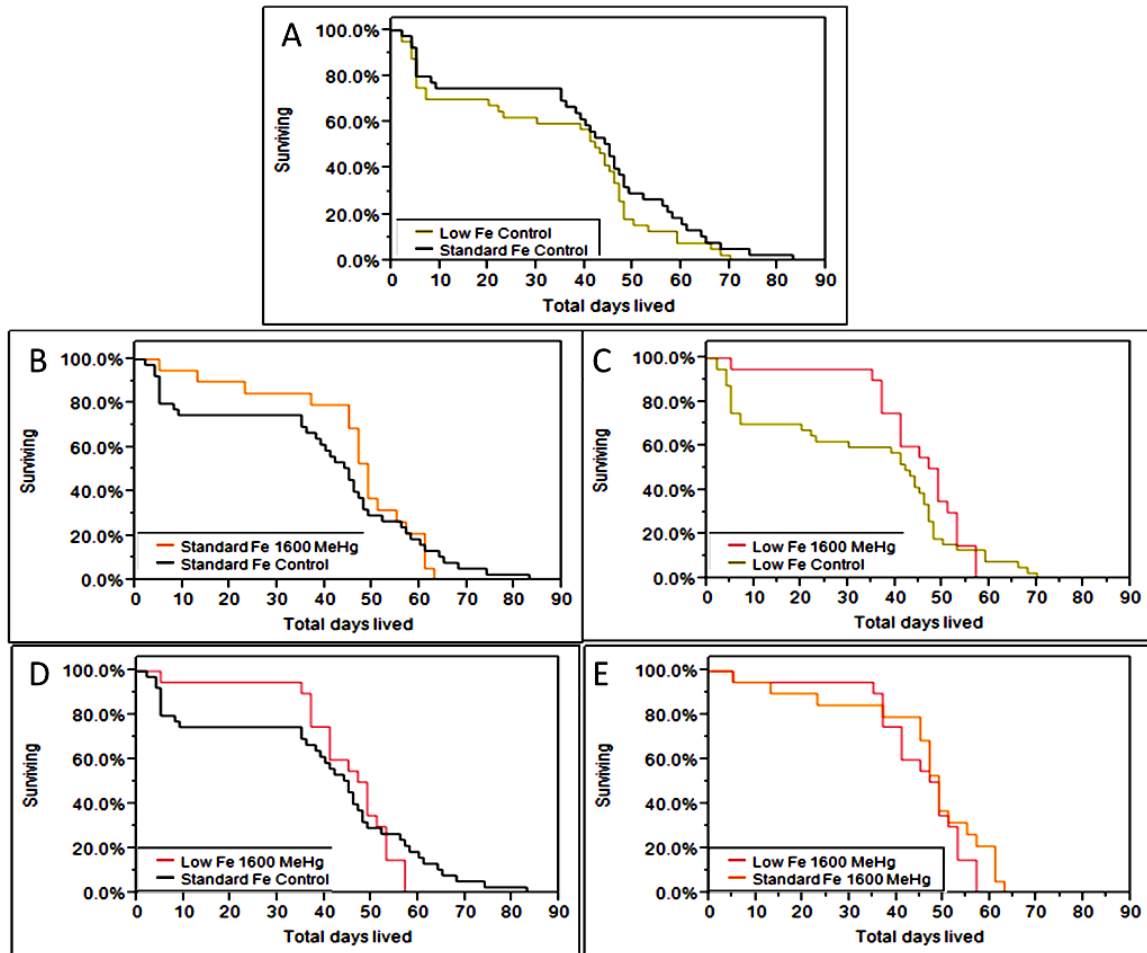 A
100.0%
80.0%
60.0%
40.0%
20.0%
0.0%
Surviving
Low Fe Control
Standard Fe Control
0 10 20 30 40 50 60 70 80 90
Total days lived
B
100.0%
80.0%
60.0%
40.0%
20.0%
0.0%
Surviving
Standard Fe 1600 MeHg
Standard Fe Control
0 10 20 30 40 50 60 70 80 90
Total days lived
C
100.0%
80.0%
60.0%
40.0%
20.0%
0.0%
Surviving
Low Fe 1600 MeHg
Low Fe Control
0 10 20 30 40 50 60 70 80 90
Total days lived
D
100.0%
80.0%
60.0%
40.0%
20.0%
0.0%
Surviving
Low Fe 1600 MeHg
Standard Fe Control
0 10 20 30 40 50 60 70 80 90
Total days lived
E
100.0%
80.0%
60.0%
40.0%
20.0%
0.0%
Surviving
Low Fe 1600 MeHg
Standard Fe 1600 MeHg
0 10 20 30 40 50 60 70 80 90
Total days lived